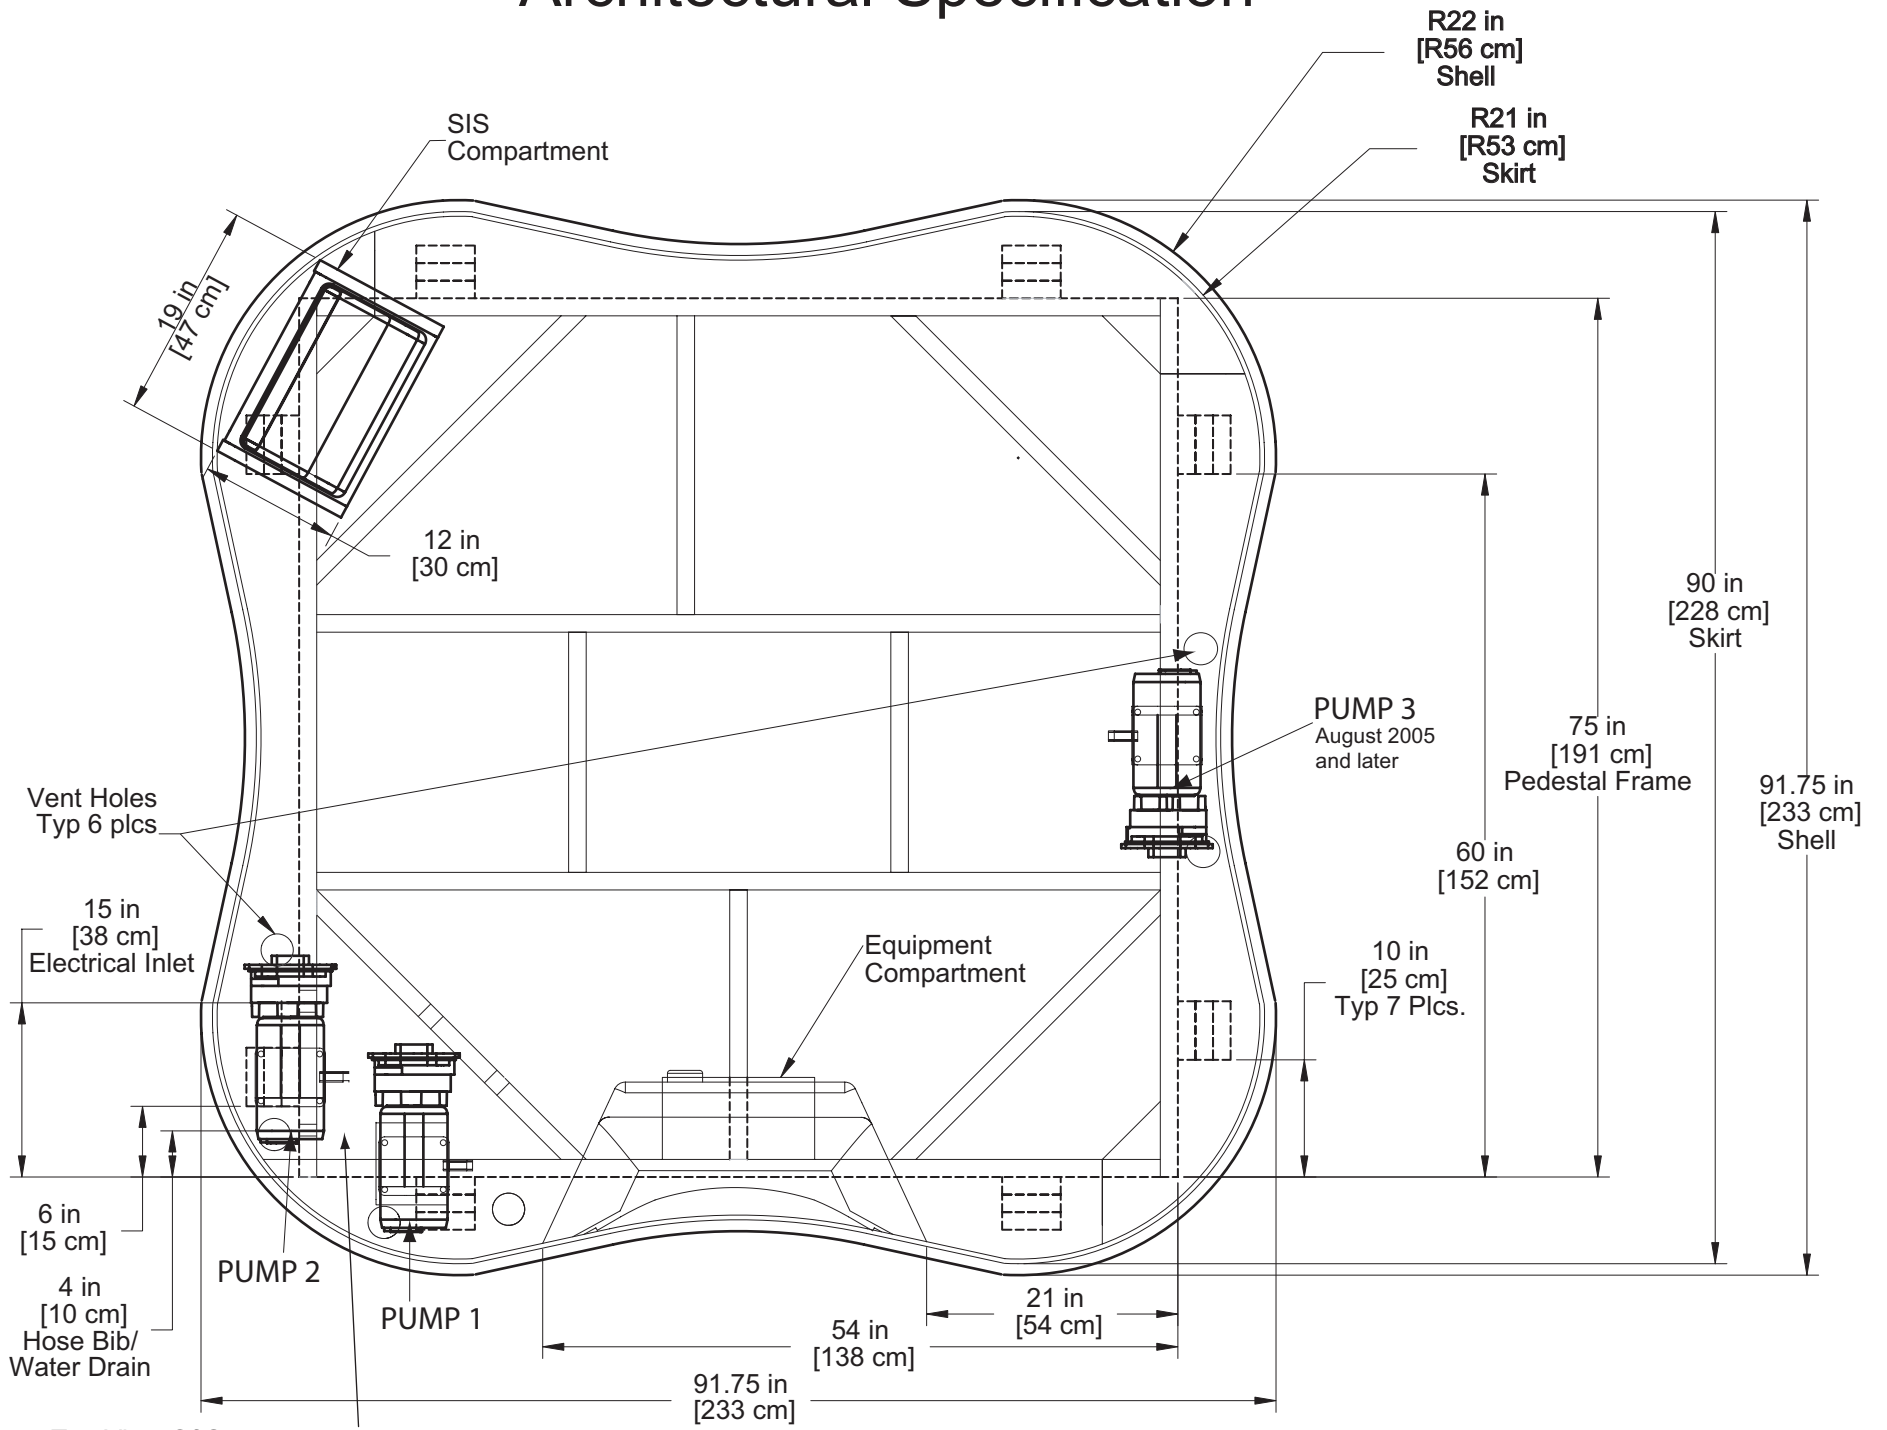 Architectural Specification
R22 in
[R56 cm]
Shell
R21 in
[R53 cm]
Skirt
SIS
Compartment
19 in
[47 cm]
12 in
[30 cm]
90 in
[228 cm]
Skirt
75 in
[191 cm]
Pedestal Frame
91.75 in
[233 cm]
Shell
PUMP 3
August 2005
and later
60 in
[152 cm]
Vent Holes
Typ 6 plcs
15 in
[38 cm]
Electrical Inlet
Equipment
Compartment
10 in
[25 cm]
Typ 7 Plcs.
6 in
[15 cm]
PUMP 2
4 in
[10 cm]
Hose Bib/
Water Drain
PUMP 1
21 in
[54 cm]
54 in
[138 cm]
91.75 in
[233 cm]